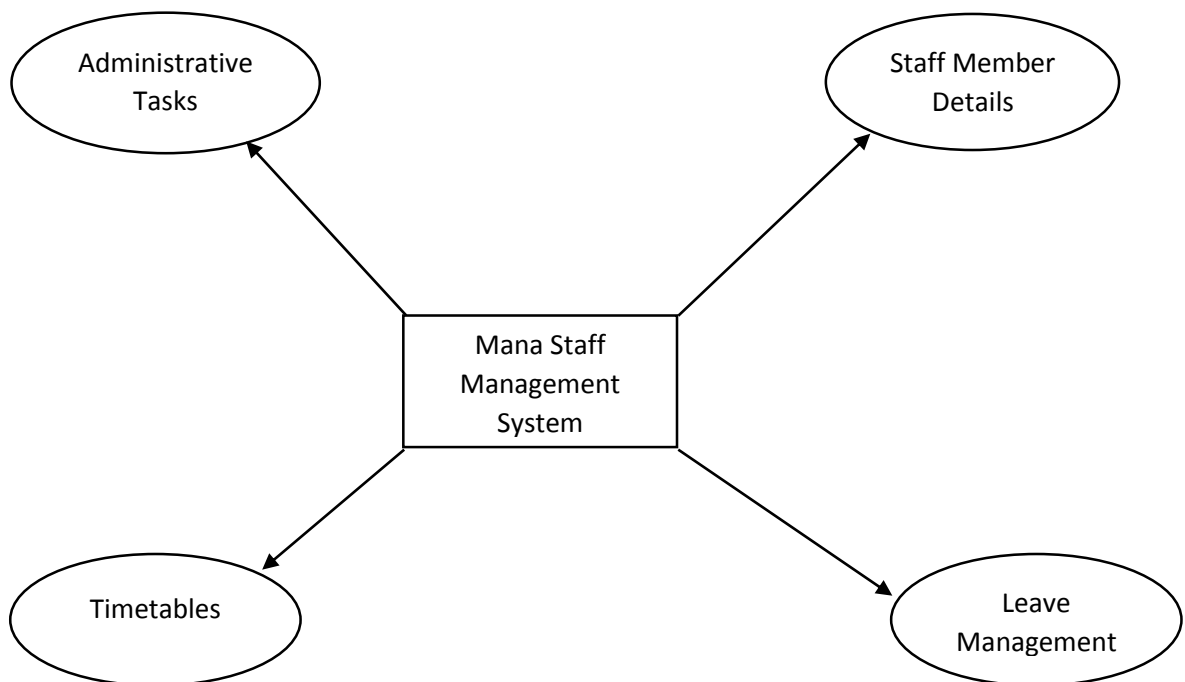 Administrative
Tasks
Staff Member
Details
Mana Staff
Management
System
Timetables
Leave
Management